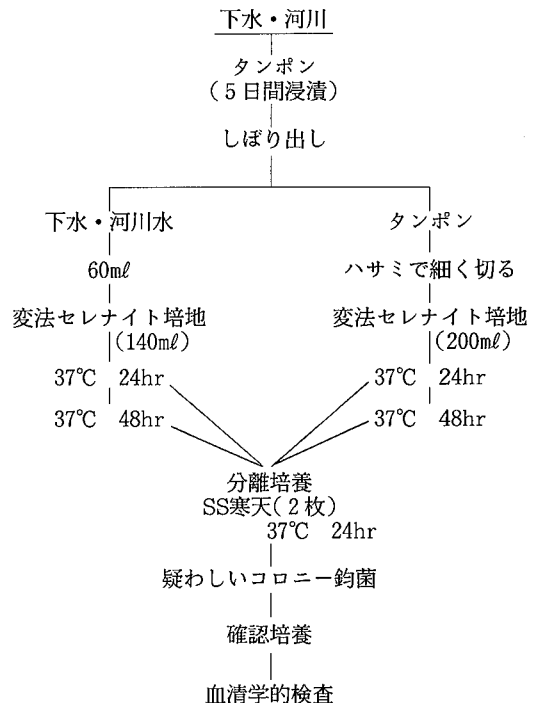 下水・河川
タンポン
(5日間浸漬)
しぼり出し
下水・河川水
60mℓ
変法セレナイト培地
(140mℓ)
37℃ 24hr
37℃ 48hr
タンポン
ハサミで細く切る
変法セレナイト培地
(200mℓ)
37℃ 24hr
37℃ 48hr
分離培養
SS寒天(2枚)
37℃ 24hr
疑わしいコロニー鈎菌
確認培養
血清学的検査